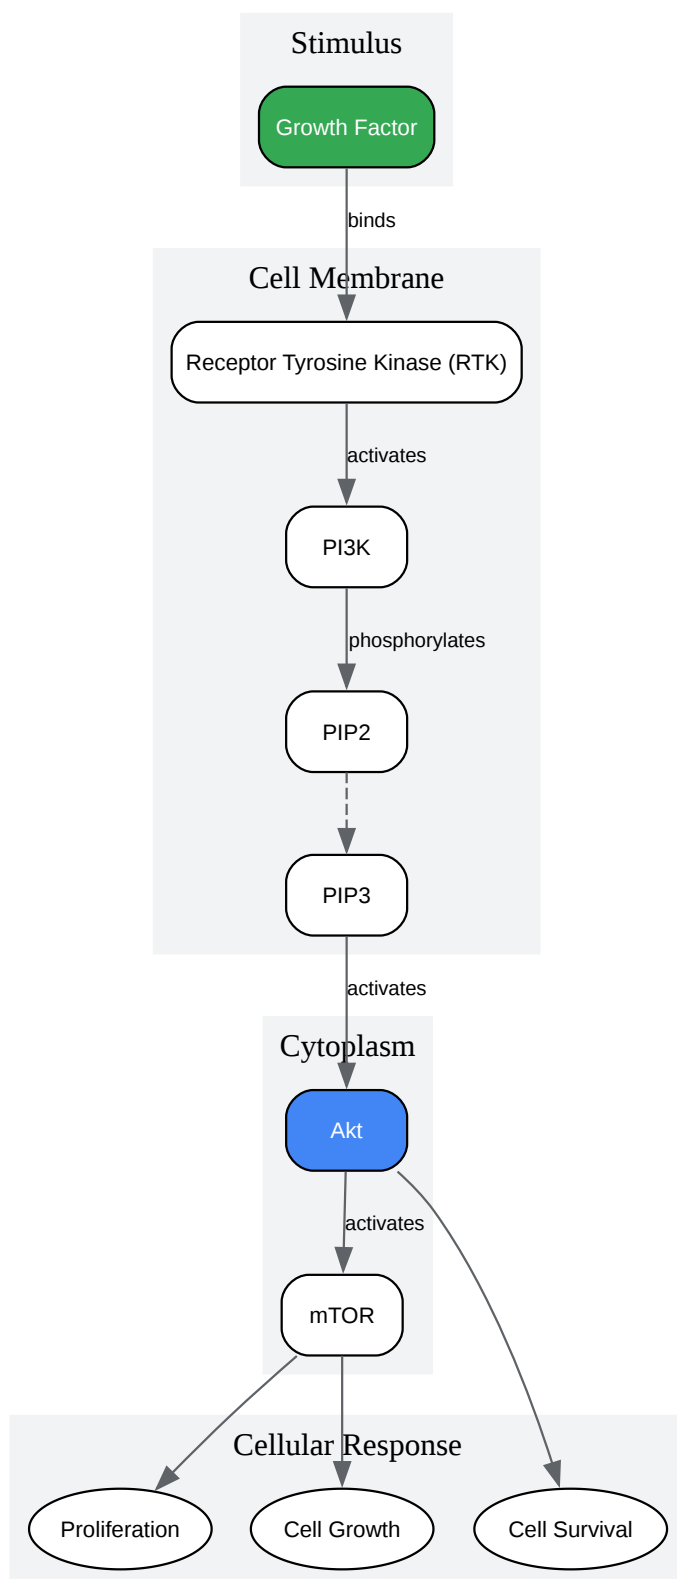 Stimulus
Growth Factor
binds
Cell Membrane
Receptor Tyrosine Kinase (RTK)
activates
PI3K
phosphorylates
PIP2
PIP3
activates
Cytoplasm
Akt
activates
mTOR
Cellular Response
Proliferation
Cell Growth
Cell Survival